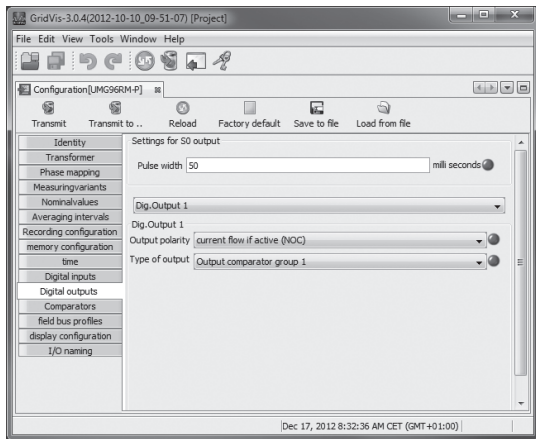 GridVis-3.0.4(2012-10-10_09-51-07) [Project]
File Edit View Tools Window Help
Configuration[UMG96RM-P]
Transmit Transmit to .. Reload Factory default Save to file Load from file
Identity
Transformer
Phase mapping
Measuringvariants
Nominalvalues
Averaging intervals
Recording configuration
memory configuration
time
Digital inputs
Digital outputs
Comparators
field bus profiles
display configuration
I/O naming
Settings for S0 output
Pulse width 50 milli seconds
Dig.Output 1
Dig.Output 1
Output polarity current flow if active (NOC)
Type of output Output comparator group 1
Dec 17, 2012 8:32:36 AM CET (GMT+01:00)